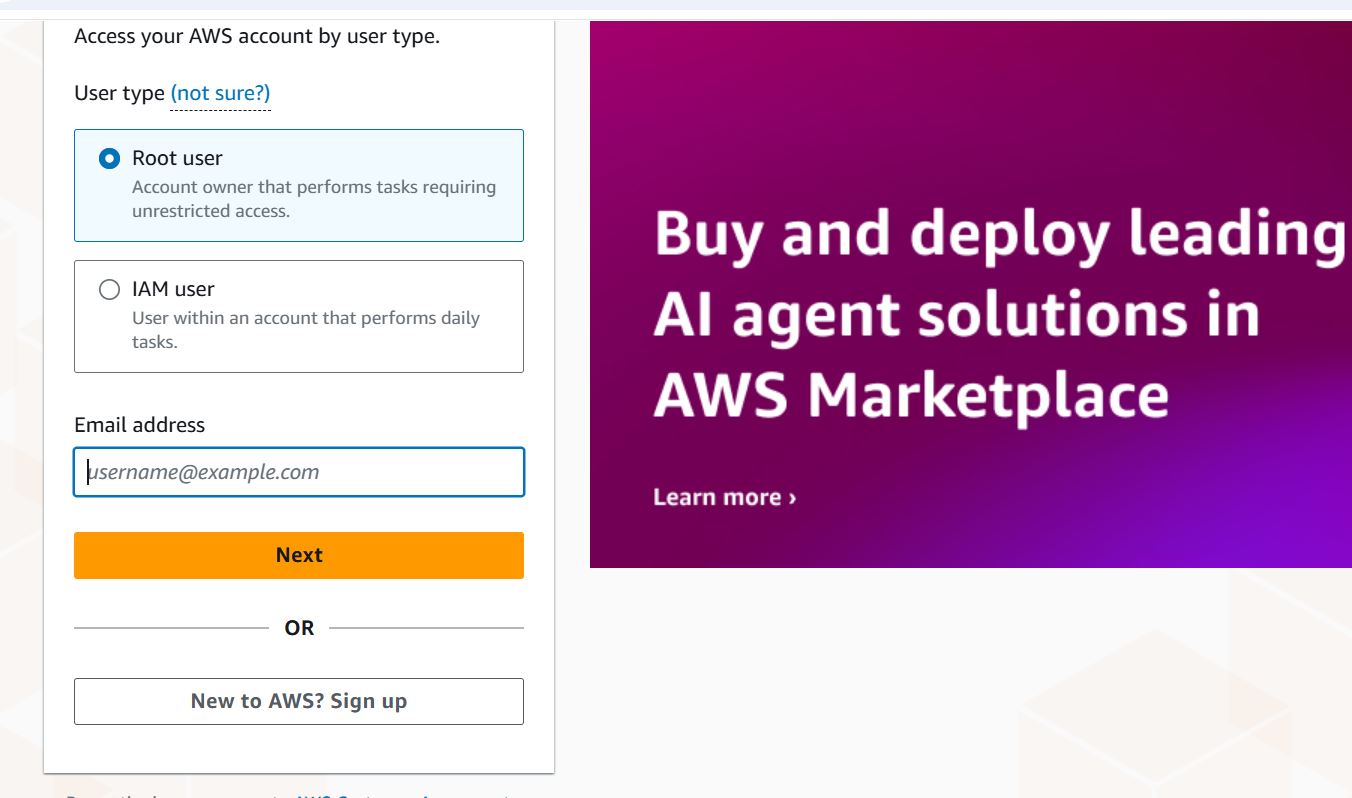 Access your AWS account by user type.
User type (not sure?)
Root user
Account owner that performs tasks requiring
unrestricted access.
IAM user
User within an account that performs daily
tasks.
Email address
username@example.com
Next
OR
New to AWS? Sign up
Buy and deploy leading
AI agent solutions in
AWS Marketplace
Learn more ›